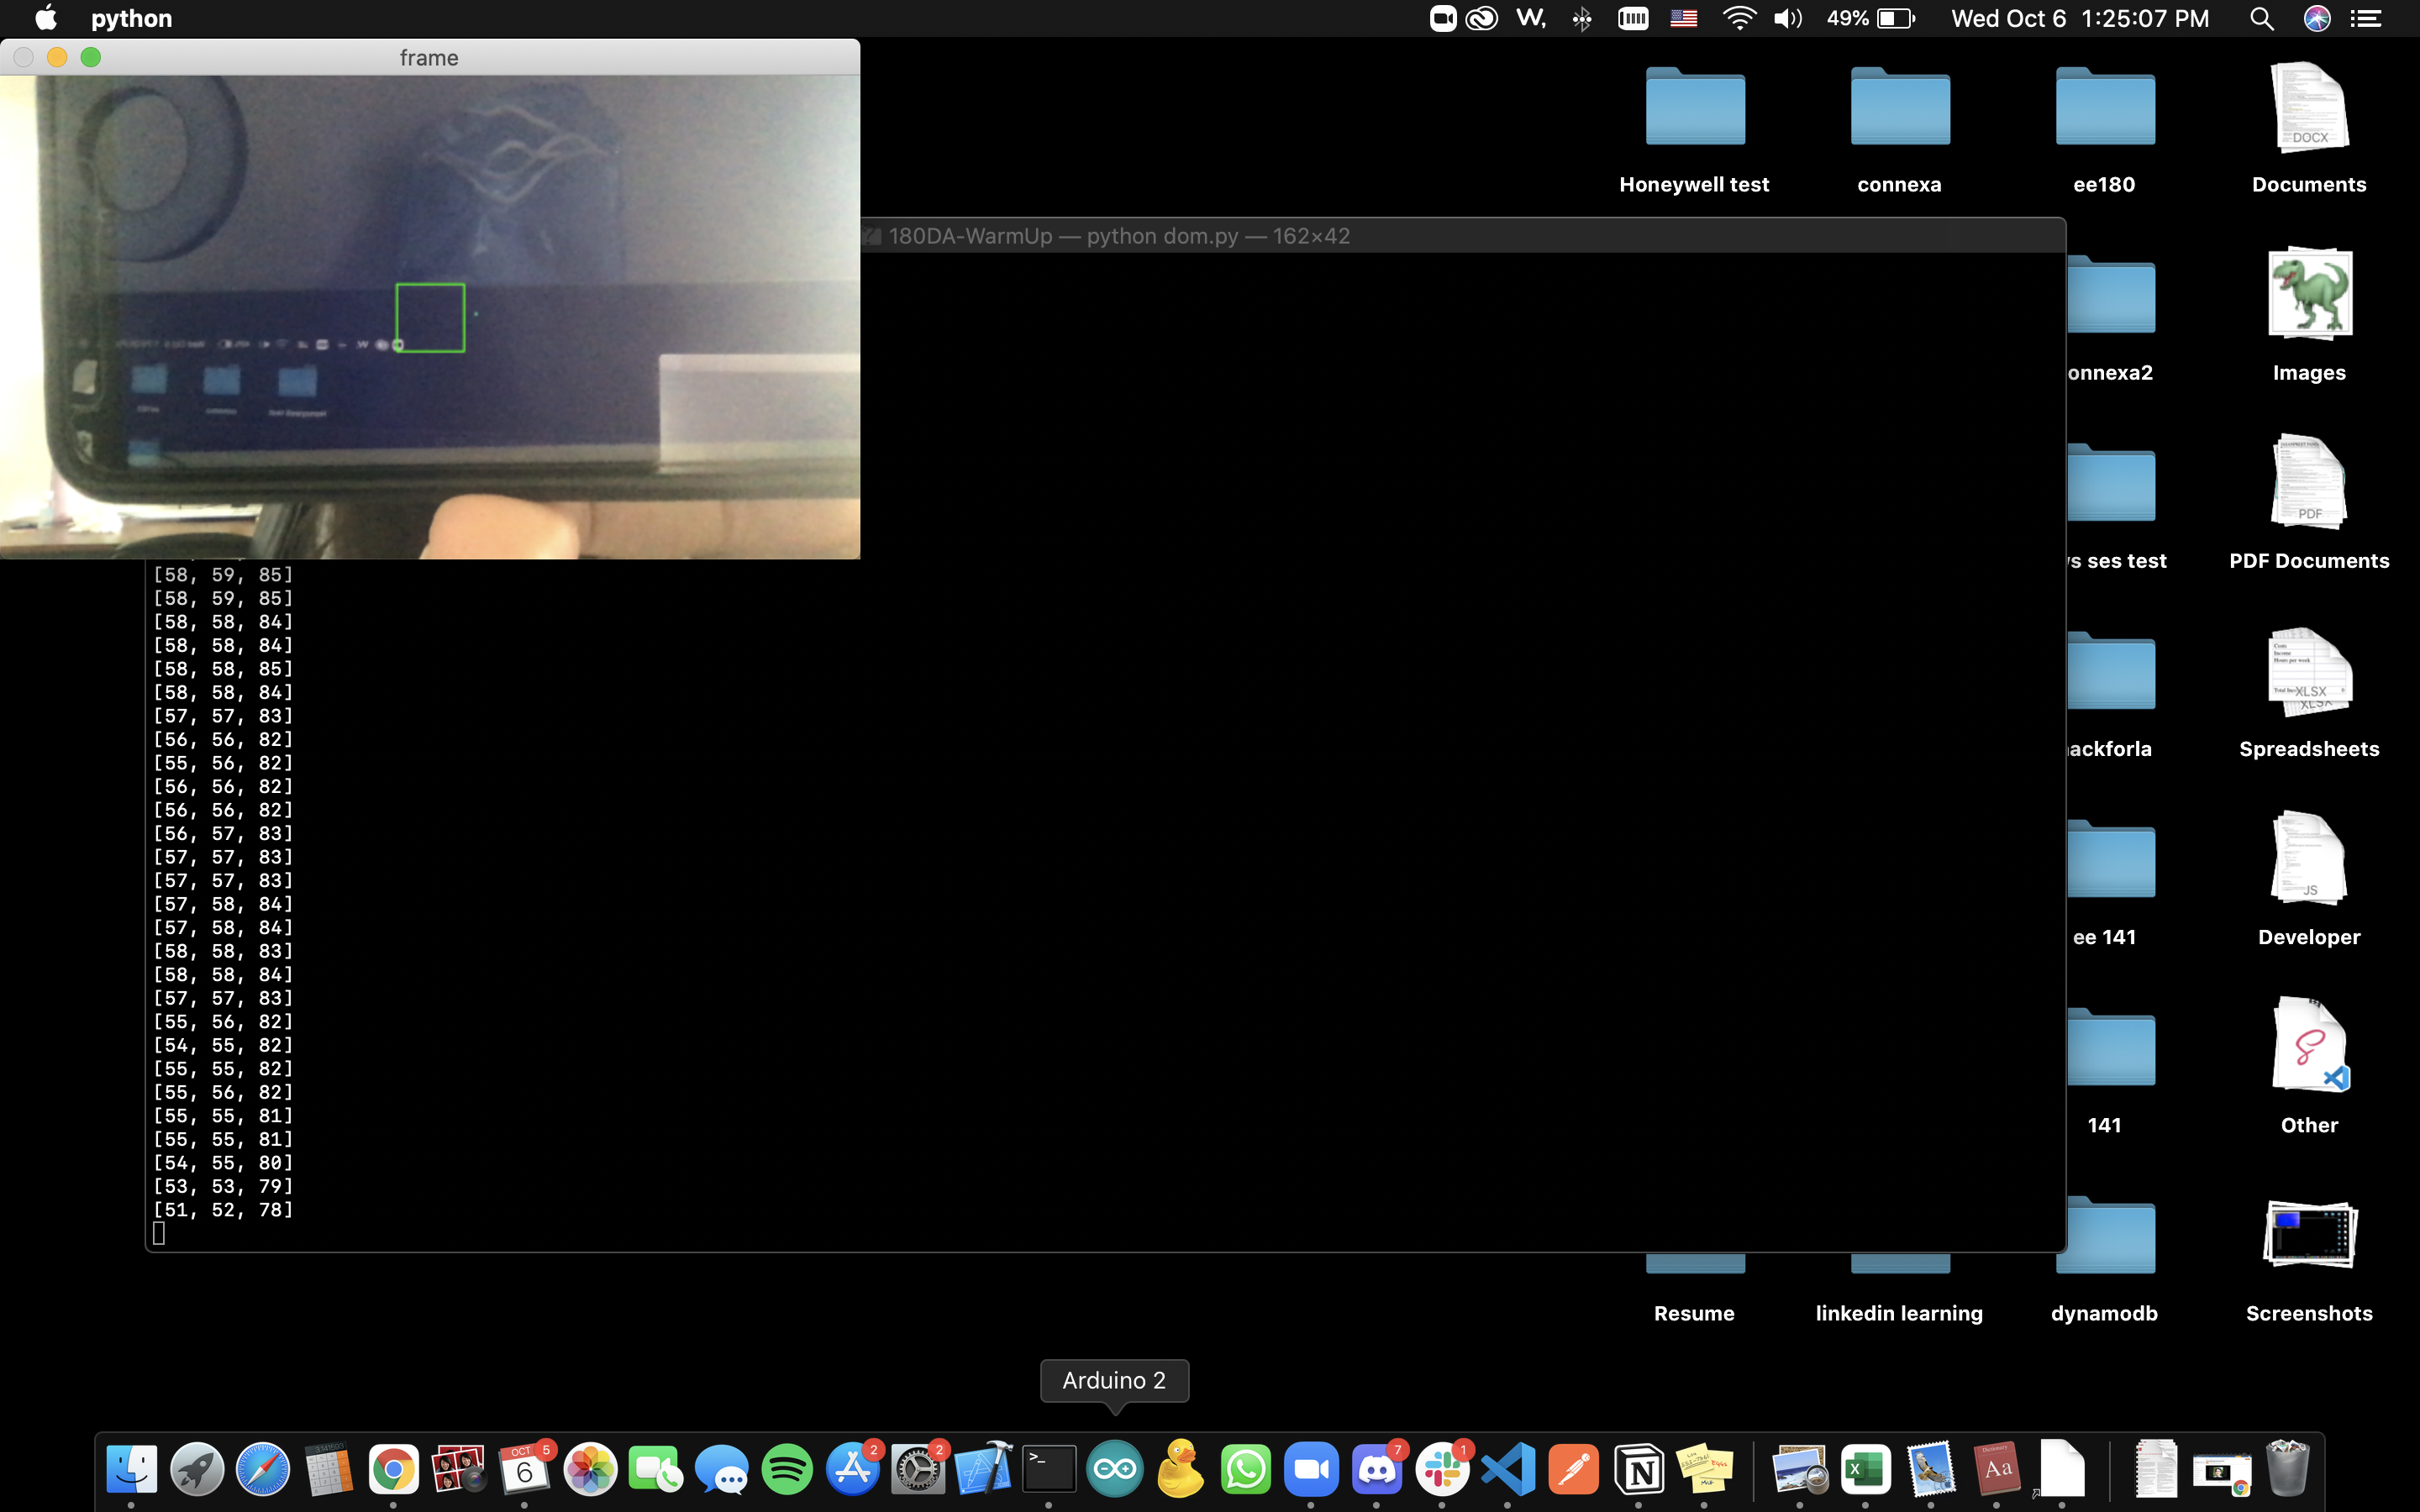 python
49%
Wed Oct 6 1:25:07 PM
frame
Honeywell test
connexa
ee180
DOCX
Documents
180DA-WarmUp — python dom.py — 162×42
onnexa2
Images
PDF
s ses test
PDF Documents
XLSX
XLSX
ackforla
Spreadsheets
JS
ee 141
Developer
141
Other
Resume
linkedin learning
dynamodb
Screenshots
[58, 59, 85]
[58, 59, 85]
[58, 58, 84]
[58, 58, 84]
[58, 58, 85]
[58, 58, 84]
[57, 57, 83]
[56, 56, 82]
[55, 56, 82]
[56, 56, 82]
[56, 56, 82]
[56, 57, 83]
[57, 57, 83]
[57, 57, 83]
[57, 58, 84]
[57, 58, 84]
[58, 58, 83]
[58, 58, 84]
[57, 57, 83]
[55, 56, 82]
[54, 55, 82]
[55, 55, 82]
[55, 56, 82]
[55, 55, 81]
[55, 55, 81]
[54, 55, 80]
[53, 53, 79]
[51, 52, 78]
Arduino 2
OCT
6
5
2
2
7
1
Aa